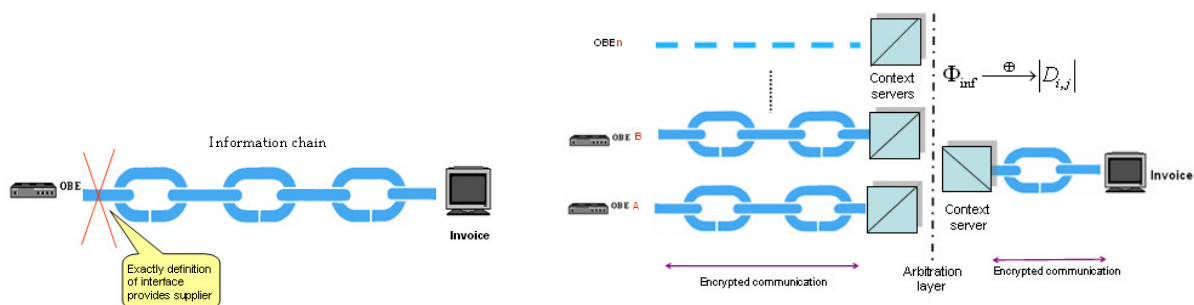 Information chain
OBE
Invoice
Exactly definition
of interface
provides supplier
OBE n
Context
servers
Φinf ⊕→ |Di,j|
OBE B
OBE A
Context
server
Invoice
Encrypted communication
Arbitration
layer
Encrypted communication